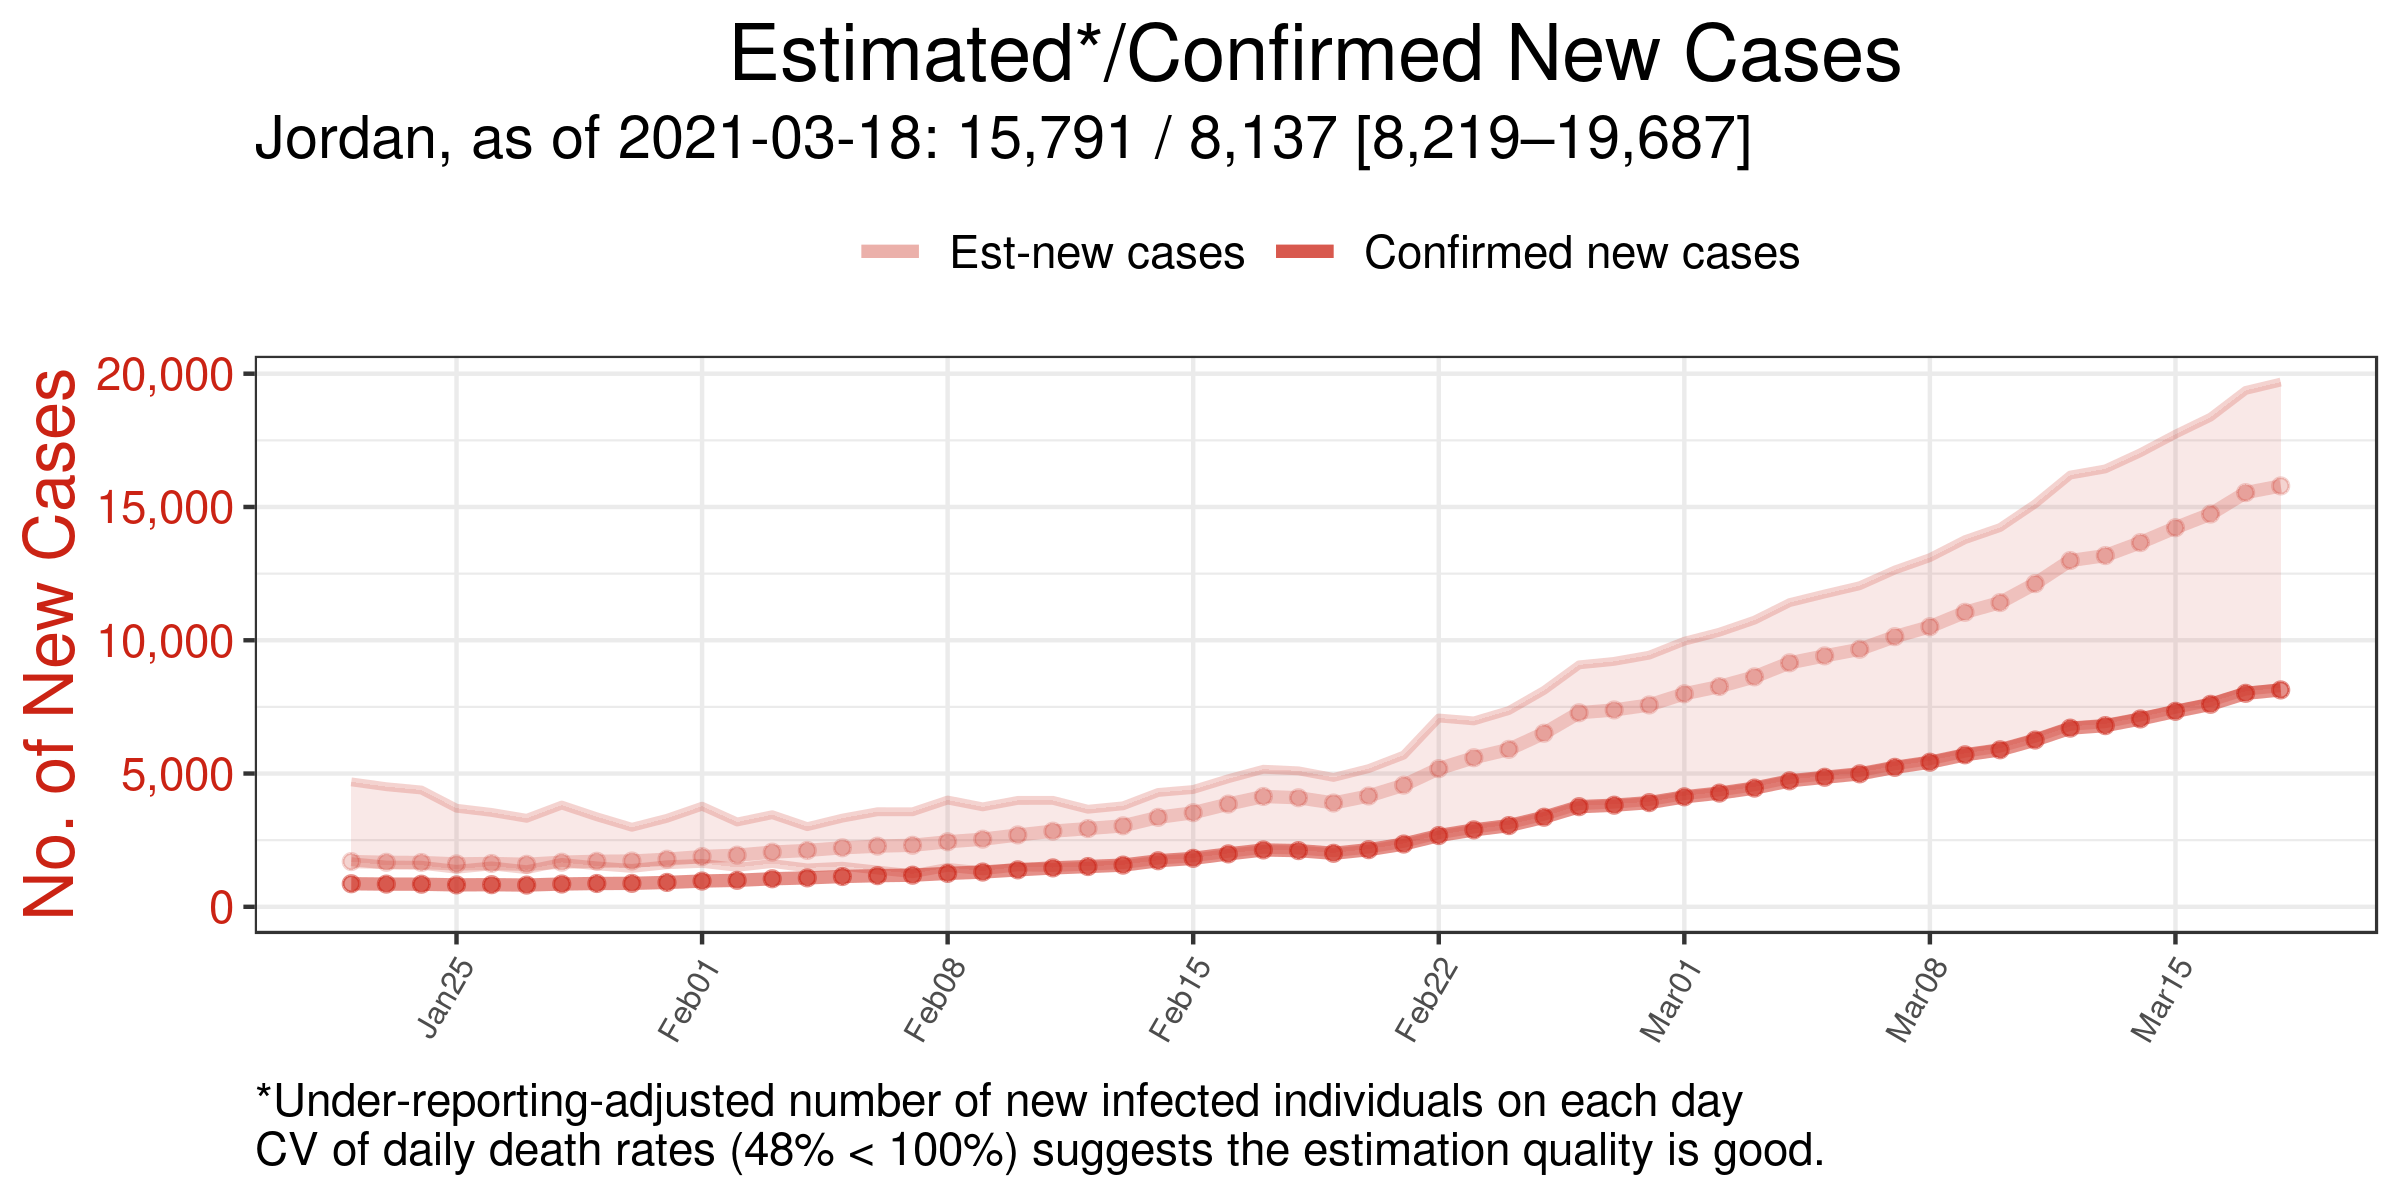 Estimated*/Confirmed New Cases
Jordan, as of 2021-03-18: 15,791 / 8,137 [8,219–19,687]
Est-new cases
Confirmed new cases
No. of New Cases
20,000
15,000
10,000
5,000
0
Jan25
Feb01
Feb08
Feb15
Feb22
Mar01
Mar08
Mar15
*Under-reporting-adjusted number of new infected individuals on each day
CV of daily death rates (48% < 100%) suggests the estimation quality is good.